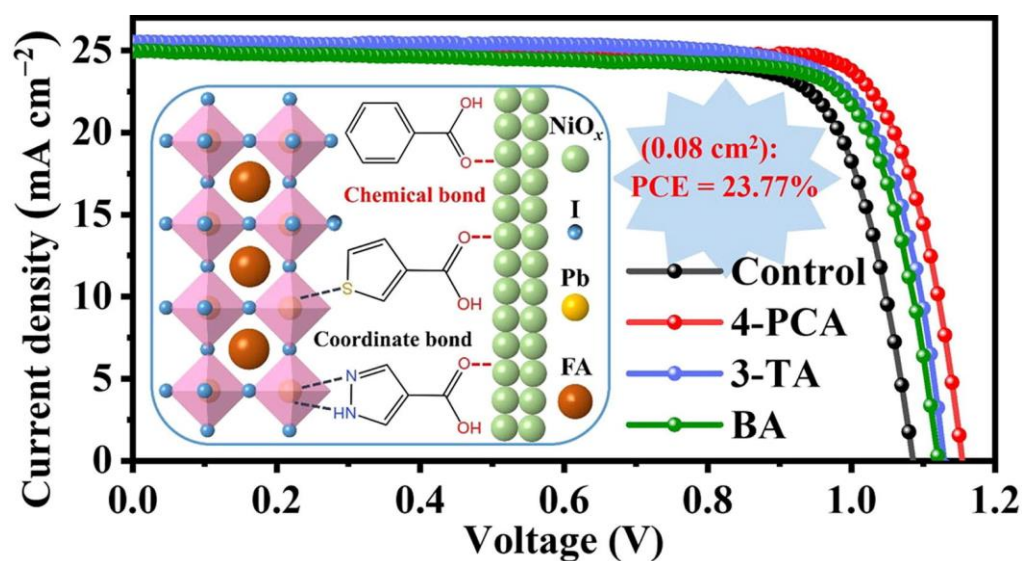 Current density (mA cm⁻²)
25
20
15
10
5
0
0.0 0.2 0.4 0.6 0.8 1.0 1.2
Voltage (V)
OH
O
Chemical bond
O
S
OH
Coordinate bond
N
HN
O
OH
NiOₓ
I
Pb
FA
(0.08 cm²):
PCE = 23.77%
Control
4-PCA
3-TA
BA